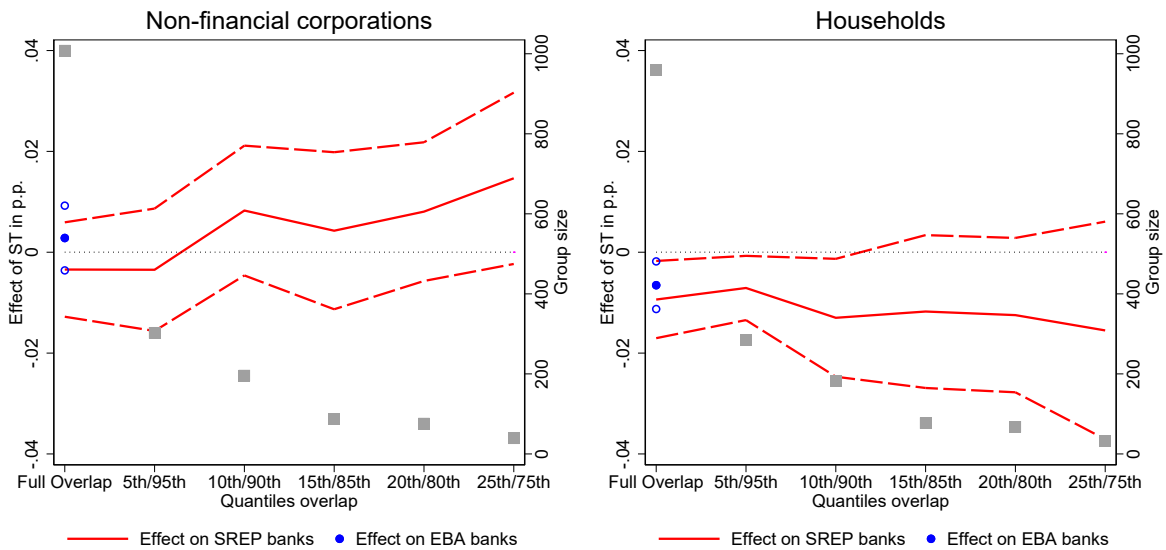 Non-financial corporations
Effect of ST in p.p.
.04
.02
0
-.02
-.04
1000
800
600
400
200
0
Group size
Full Overlap 5th/95th 10th/90th 15th/85th 20th/80th 25th/75th
Quantiles overlap
Effect on SREP banks Effect on EBA banks
Households
Effect of ST in p.p.
.04
.02
0
-.02
-.04
1000
800
600
400
200
0
Group size
Full Overlap 5th/95th 10th/90th 15th/85th 20th/80th 25th/75th
Quantiles overlap
Effect on SREP banks Effect on EBA banks